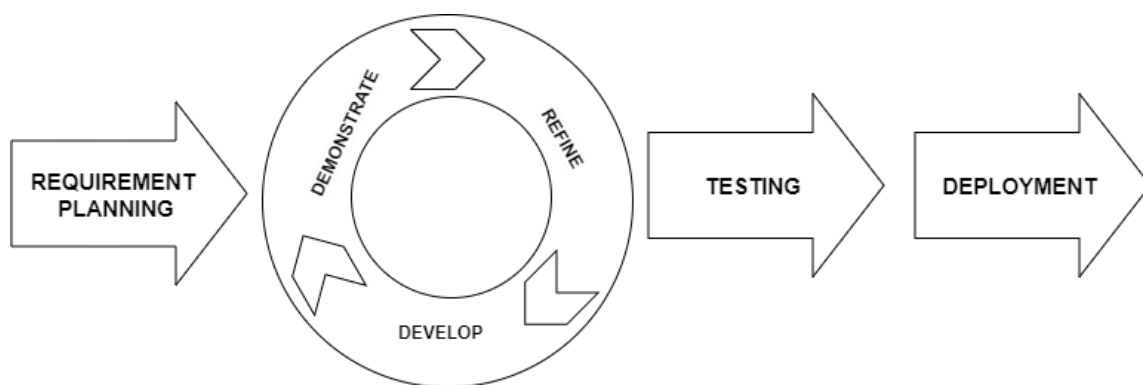 REQUIREMENT
PLANNING
DEMONSTRATE
REFINE
DEVELOP
TESTING
DEPLOYMENT